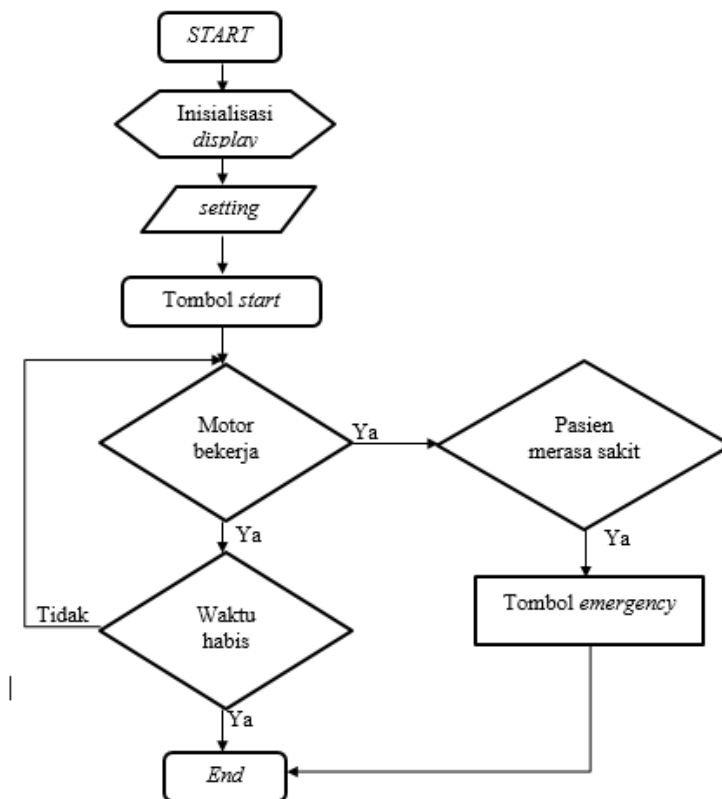 START
Inisialisasi
display
setting
Tombol start
Motor
bekerja
Ya
Pasien
merasa sakit
Ya
Ya
Tombol emergency
Tidak
Waktu
habis
Ya
End